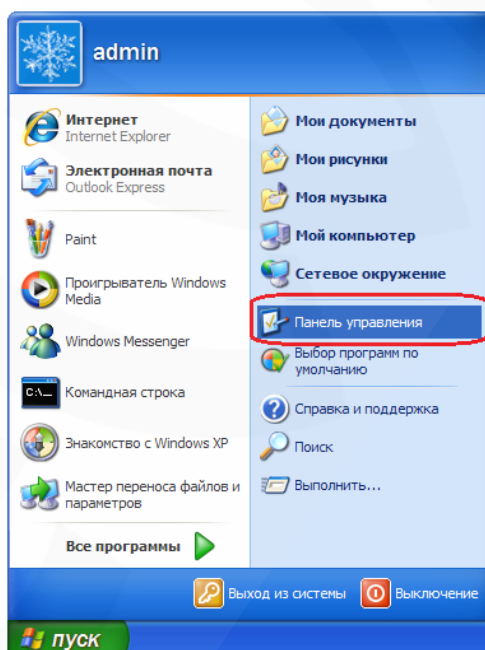 admin
Интернет
Internet Explorer
Электронная почта
Outlook Express
Paint
Проигрыватель Windows
Media
Windows Messenger
C:\_
Командная строка
Знакомство с Windows XP
Мастер переноса файлов и
параметров
Все программы
Мои документы
Мои рисунки
Моя музыка
Мой компьютер
Сетевое окружение
Панель управления
Выбор программ по
умолчанию
Справка и поддержка
Поиск
Выполнить...
Выход из системы
Выключение
пуск